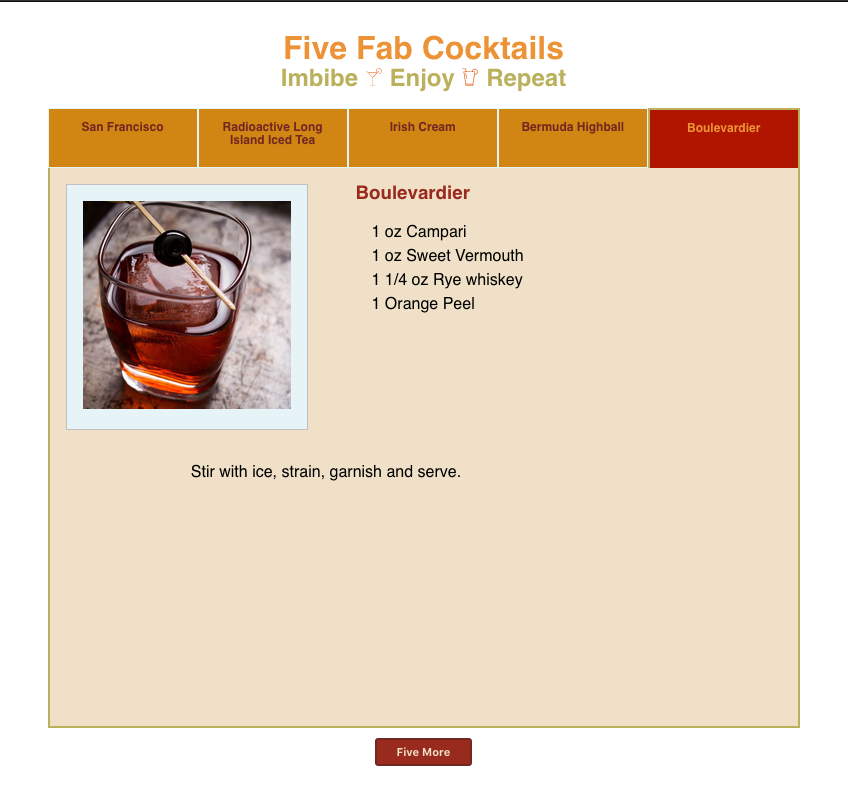 Five Fab Cocktails
Imbibe Enjoy Repeat
San Francisco
Radioactive Long
Island Iced Tea
Irish Cream
Bermuda Highball
Boulevardier
Boulevardier
1 oz Campari
1 oz Sweet Vermouth
1 1/4 oz Rye whiskey
1 Orange Peel
Stir with ice, strain, garnish and serve.
Five More